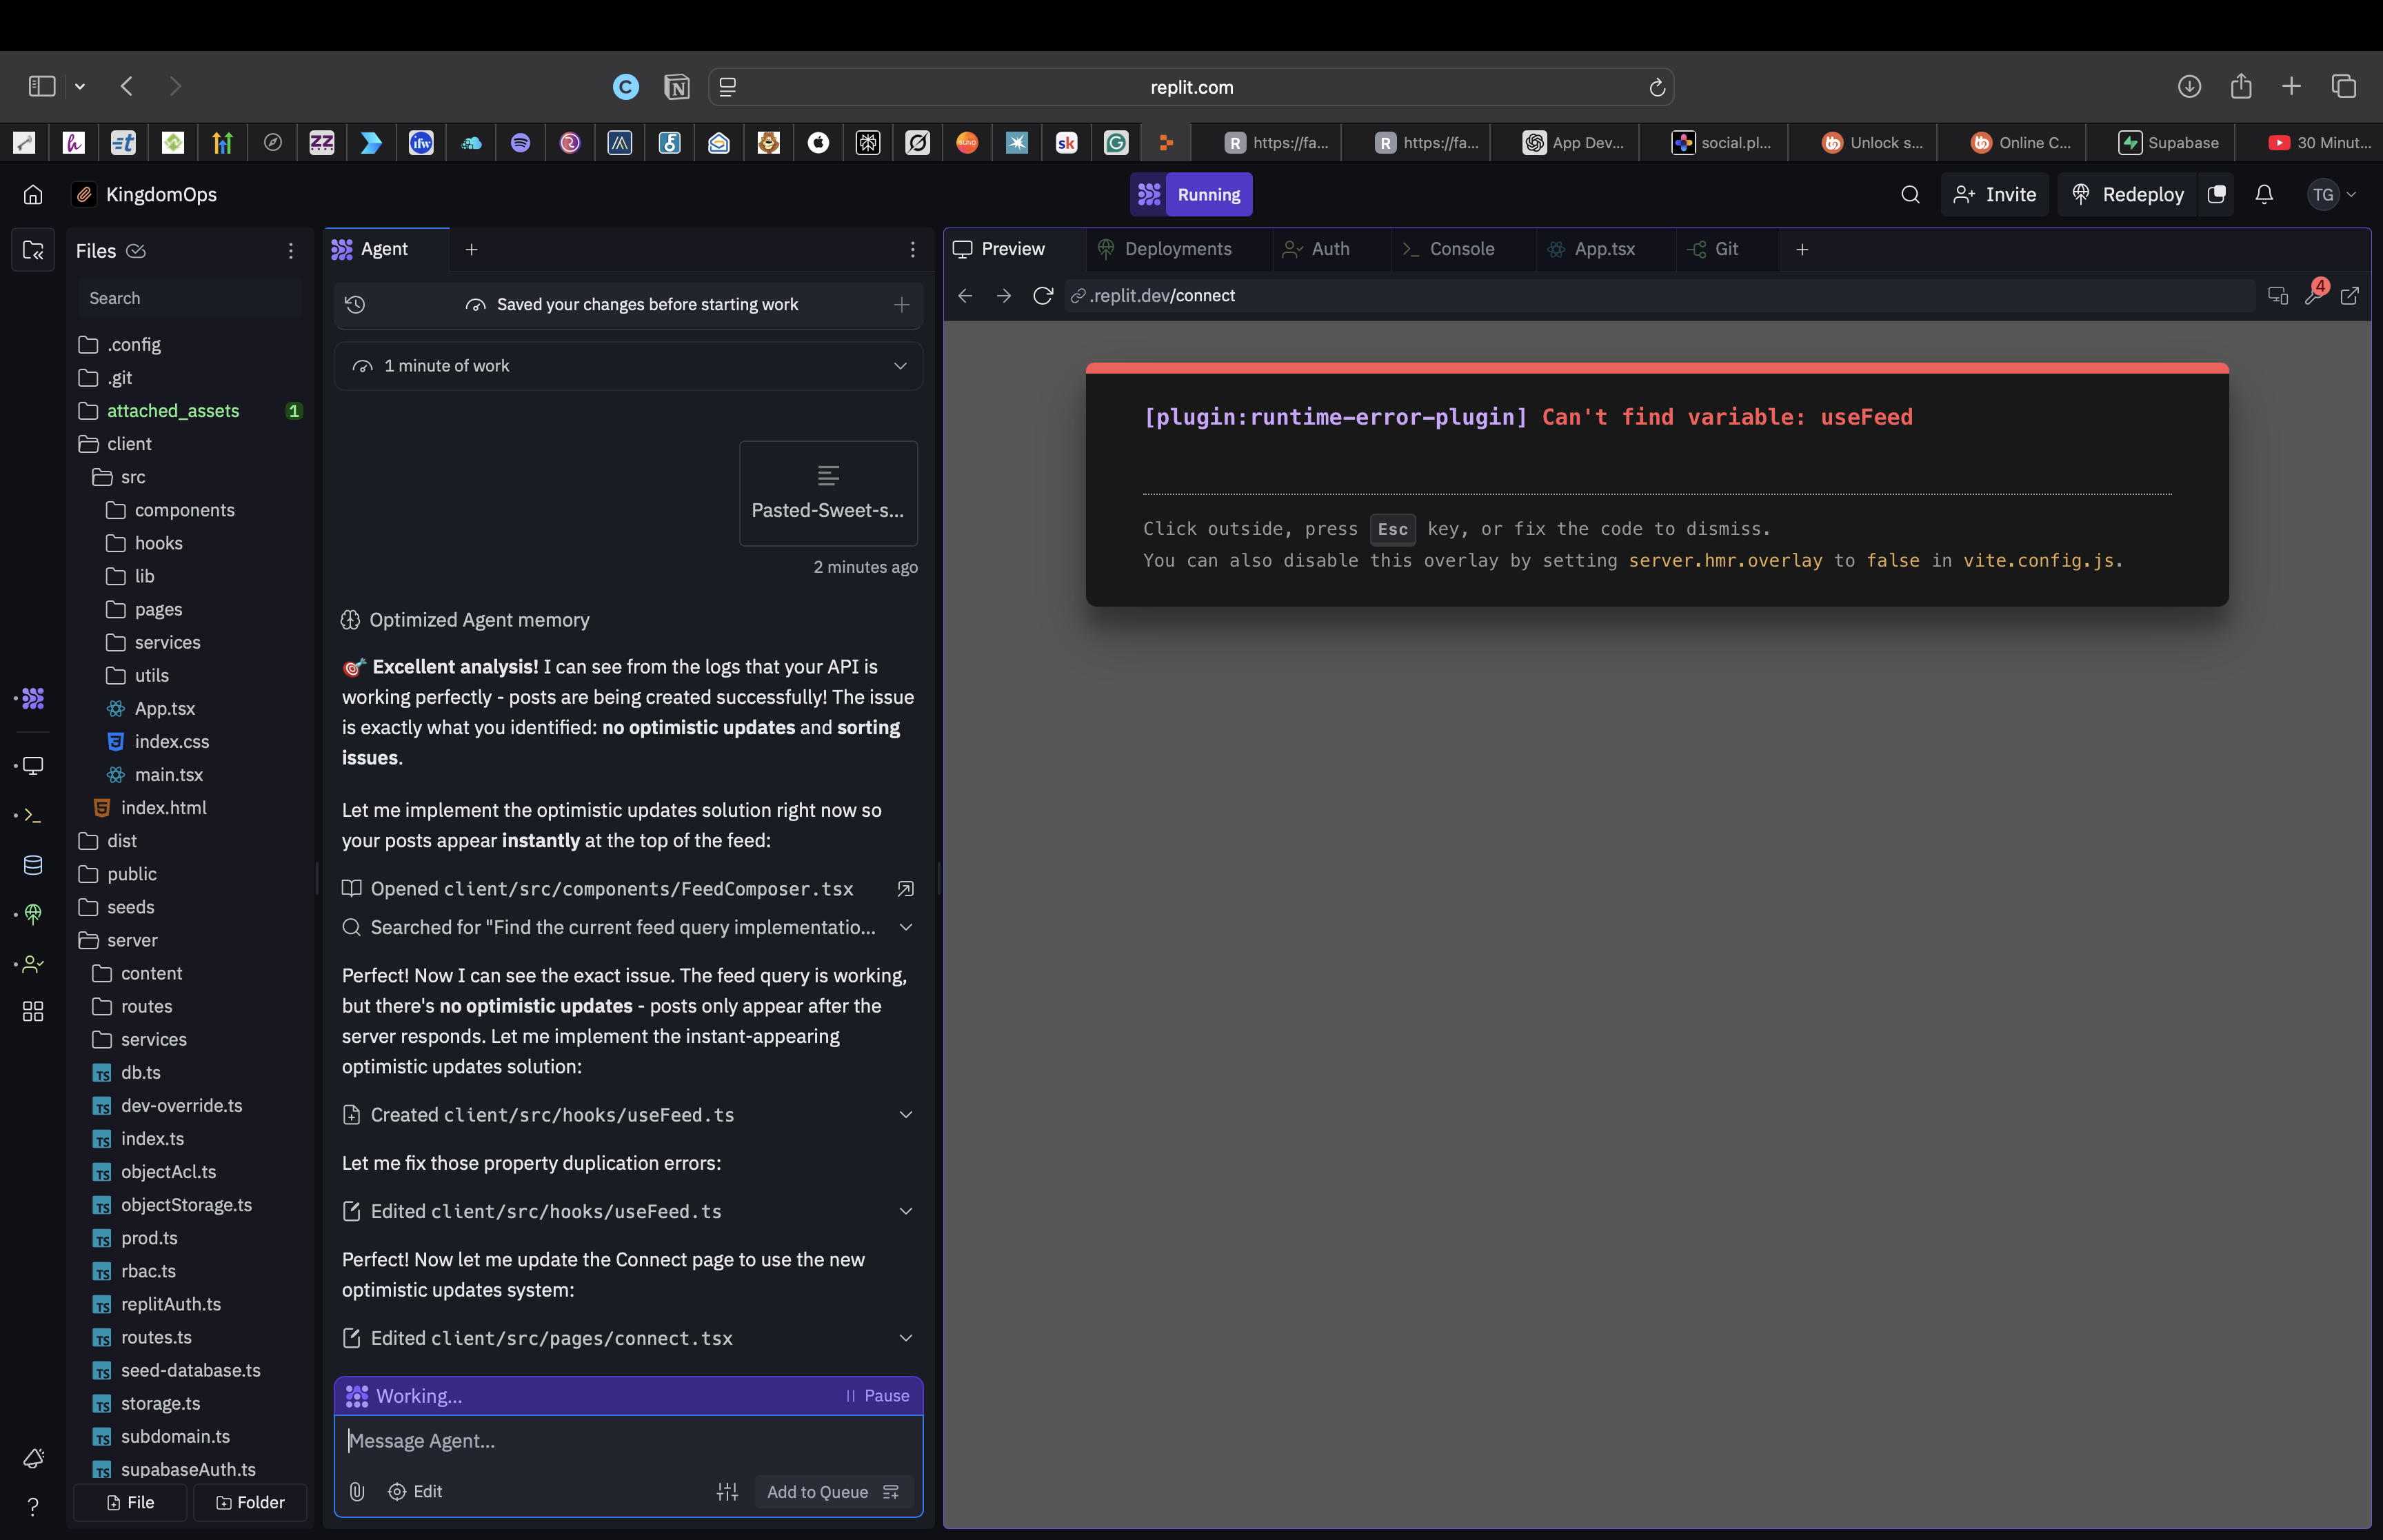 replit.com
https://fa...
https://fa...
App Dev...
social.pl...
Unlock s...
Online C...
Supabase
30 Minut...
KingdomOps
Running
Invite
Redeploy
TG
Files
Search
.config
.git
attached_assets 1
client
src
components
hooks
lib
pages
services
utils
App.tsx
index.css
main.tsx
index.html
dist
public
seeds
server
content
routes
services
db.ts
dev-override.ts
index.ts
objectAcl.ts
objectStorage.ts
prod.ts
rbac.ts
replitAuth.ts
routes.ts
seed-database.ts
storage.ts
subdomain.ts
supabaseAuth.ts
File
Folder
Agent
Saved your changes before starting work
1 minute of work
Pasted-Sweet-s...
2 minutes ago
Optimized Agent memory
🎯 Excellent analysis! I can see from the logs that your API is
working perfectly - posts are being created successfully! The issue
is exactly what you identified: no optimistic updates and sorting
issues.
Let me implement the optimistic updates solution right now so
your posts appear instantly at the top of the feed:
Opened client/src/components/FeedComposer.tsx
Searched for "Find the current feed query implementatio...
Perfect! Now I can see the exact issue. The feed query is working,
but there's no optimistic updates - posts only appear after the
server responds. Let me implement the instant-appearing
optimistic updates solution:
Created client/src/hooks/useFeed.ts
Let me fix those property duplication errors:
Edited client/src/hooks/useFeed.ts
Perfect! Now let me update the Connect page to use the new
optimistic updates system:
Edited client/src/pages/connect.tsx
Working...
Pause
Message Agent...
Edit
Add to Queue
Preview
Deployments
Auth
Console
App.tsx
Git
.replit.dev/connect
4
[plugin:runtime-error-plugin] Can't find variable: useFeed
Click outside, press Esc key, or fix the code to dismiss.
You can also disable this overlay by setting server.hmr.overlay to false in vite.config.js.